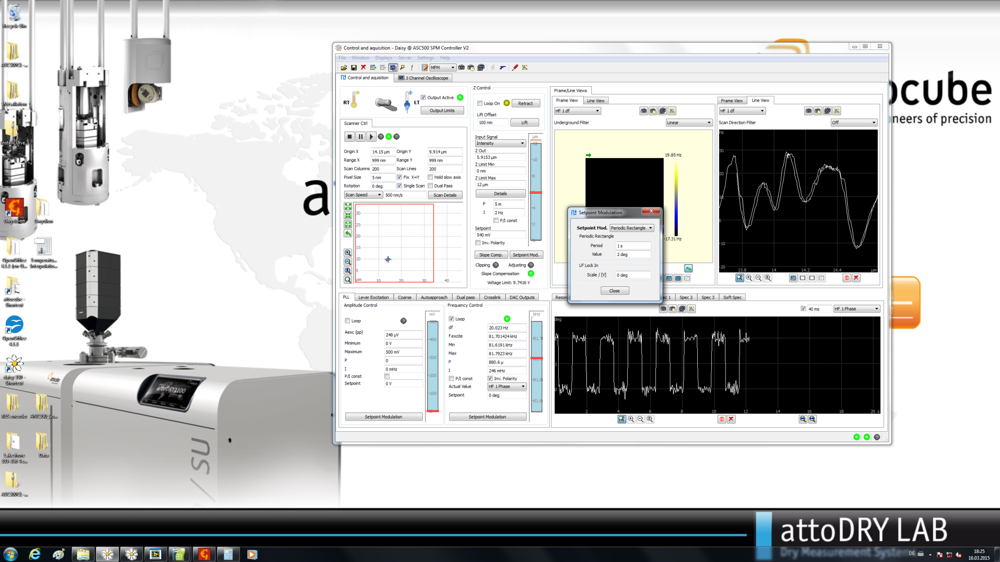 Recycle Bin
ASC500CL-...
Installation
InstallCurve...
Gwyddion
Gwydion
OpenOffice 4.1.1 (en-U...
Temperatu... Interpolatio...
attocube - Shortcut
OpenOffice 4.1.1
daisy 350 - Shortcut
RES encoder
ANC350_So...
Lakeshore 335-336 Te...
Data
ASC500CL-...
attoDRY1100
attocube
a
ocube
neers of precision
Control and aquisition - Daisy @ ASC500 SPM Controller V2
File Window Displays Server Settings Help
MFM
Control and aquisition
3 Channel Oscilloscope
RT
LT
Output Active
Output Limits
Scanner Ctrl
Origin X 14.15 µm Origin Y 9.914 µm
Range X 999 nm Range Y 999 nm
Scan Columns 200 Scan Lines 200
Pixel Size 5 nm Fix X=Y Hold slow axis
Rotation 0 deg Single Scan Dual Pass
Scan Speed 500 nm/s Scan Details
30
25
20
15
10
5
µm 10 20 30 40
Z Control
Loop On Retract
Lift Offset
100 nm Lift
Input Signal
Intensity
Z Out
5.9153 µm
Z Limit Min
0 nm
Z Limit Max
12 µm
Details
P 5 m
I 2 Hz
P/I const
Setpoint
540 mV
Inv. Polarity
µm
12
10
8
6
4
2
0
Slope Comp. Setpoint Mod.
Clipping Adjusting
Slope Compensation
Voltage Limit: 9.7416 V
Frame/Line Views
Frame View Line View
HF 1 df
Underground Filter Linear
19.85 Hz
-17.31 Hz
Frame View Line View
HF 1 df
Scan Direction Filter Off
Hz
30
20
10
0
-10
-20
13.8 14 14.2 14.4 µm
Setpoint Modulation
Setpoint Mod. Periodic Rectangle
Periodic Rectangle
Period 1 s
Value 2 deg
LF Lock In
Scale / [V] 0 deg
Close
PLL Lever Excitation Coarse Autoapproach Dual pass Crosslink DAC Outputs
Amplitude Control
Loop
Aexc (pp) 248 µV
Minimum 0 V
Maximum 500 mV
P 0
I 0 mHz
P/I const
Setpoint 0 V
Setpoint Modulation
mV
500
400
300
200
100
Frequency Control
Loop
df 20.023 Hz
f excite 81.701424 kHz
Min 81.6191 kHz
Max 81.7923 kHz
P 880.6 µ
I 246 mHz
P/I const Inv. Polarity
Actual Value HF 1 Phase
Setpoint 0 deg
Setpoint Modulation
kHz
Reson
ec 1 Spec 2 Spec 3 Soft Spec
40 ms HF 1 Phase
deg
2
1
0
2 4 6 8 10 12 14 16 18 20 s
attoDRY LAB
Dry Measurement Systems
DE
18:25
16.03.2015